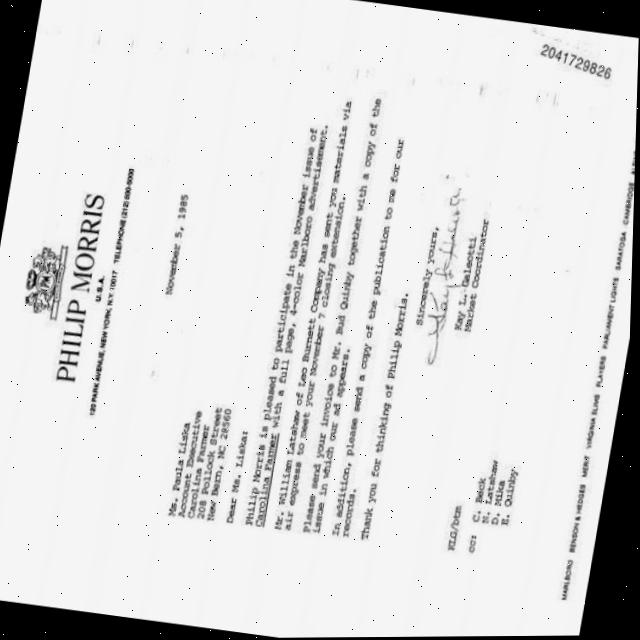 2041729826
PHILIP MORRIS
U.S.A.
120 PARK AVENUE, NEW YORK, N.Y. 10017 TELEPHONE (212) 880-5000
November 5, 1985
Ms. Paula Liska
Account Executive
Carolina Farmer
208 Pollock Street
New Bern, NC 28560
Dear Ms. Liska:
Philip Morris is pleased to participate in the November issue of
Carolina Farmer with a full page, 4-color Marlboro advertisement.
Mr. William Latshaw of Leo Burnett Company has sent you materials via
air express to meet your November 7 closing extension.
Please send your invoice to Mr. Bud Quinby together with a copy of the
issue in which our ad appears.
In addition, please send a copy of the publication to me for our
records.
Thank you for thinking of Philip Morris.
Sincerely yours,
Kay L. Galeotti
Market Coordinator
KLG/bkm
cc: C.
N. Latshaw
D. Mika
E. Quinby
MARLBORO BENSON & HEDGES MERIT VIRGINIA SLIMS PLAYERS PARLIAMENT LIGHTS SARATOGA CAMBRIDGE